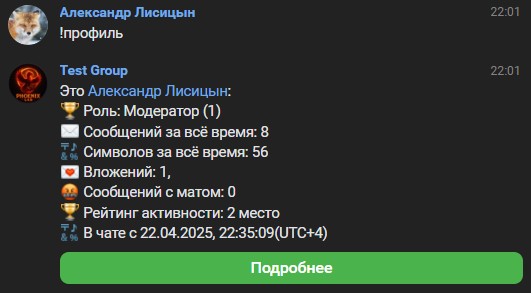 Александр Лисицын 22:01
!профиль
Test Group 22:01
Это Александр Лисицын:
🏆 Роль: Модератор (1)
✉️ Сообщений за всё время: 8
🔣 Символов за всё время: 56
💌 Вложений: 1,
🤬 Сообщений с матом: 0
🏆 Рейтинг активности: 2 место
🔣 В чате с 22.04.2025, 22:35:09(UTC+4)
Подробнее